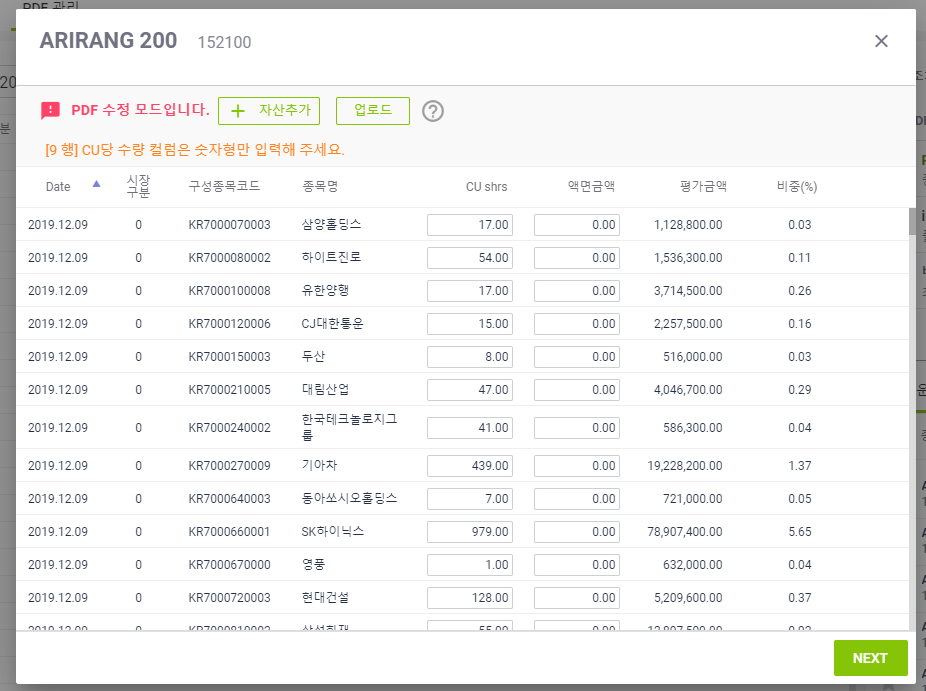 PDF 관리
ARIRANG 200 152100
PDF 수정 모드입니다. + 자산추가 업로드 ?
[9 행] CU당 수량 컬럼은 숫자형만 입력해 주세요.
Date 시장 구성종목코드 종목명 CU shrs 액면금액 평가금액 비중(%)
구분
2019.12.09 0 KR7000070003 삼양홀딩스 17.00 0.00 1,128,800.00 0.03
2019.12.09 0 KR7000080002 하이트진로 54.00 0.00 1,536,300.00 0.11
2019.12.09 0 KR7000100008 유한양행 17.00 0.00 3,714,500.00 0.26
2019.12.09 0 KR7000120006 CJ대한통운 15.00 0.00 2,257,500.00 0.16
2019.12.09 0 KR7000150003 두산 8.00 0.00 516,000.00 0.03
2019.12.09 0 KR7000210005 대림산업 47.00 0.00 4,046,700.00 0.29
2019.12.09 0 KR7000240002 한국테크놀로지그 41.00 0.00 586,300.00 0.04
룹
2019.12.09 0 KR7000270009 기아차 439.00 0.00 19,228,200.00 1.37
2019.12.09 0 KR7000640003 동아쏘시오홀딩스 7.00 0.00 721,000.00 0.05
2019.12.09 0 KR7000660001 SK하이닉스 979.00 0.00 78,907,400.00 5.65
2019.12.09 0 KR7000670000 영풍 1.00 0.00 632,000.00 0.04
2019.12.09 0 KR7000720003 현대건설 128.00 0.00 5,209,600.00 0.37
2019.12.09 0
NEXT